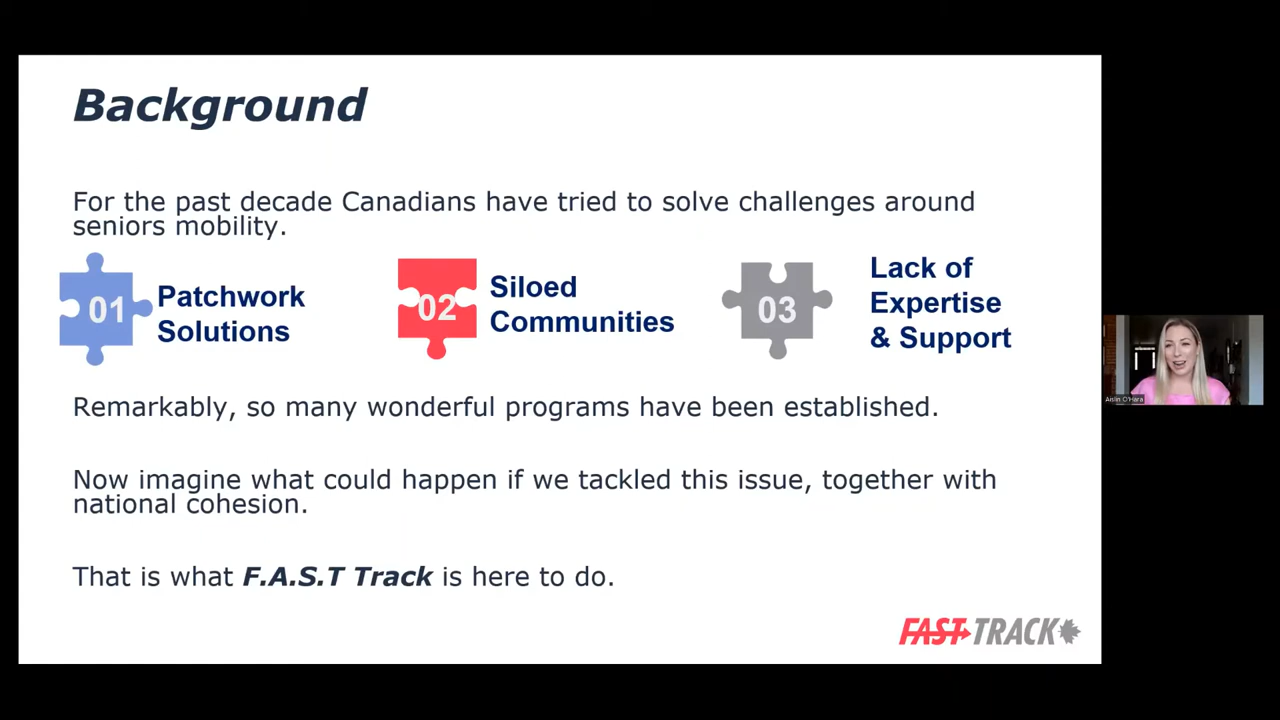 Background
For the past decade Canadians have tried to solve challenges around
seniors mobility.
01
Patchwork
Solutions
02
Siloed
Communities
03
Lack of
Expertise
& Support
Remarkably, so many wonderful programs have been established.
Now imagine what could happen if we tackled this issue, together with
national cohesion.
That is what F.A.S.T Track is here to do.
FAST TRACK
Aislin O'Hara